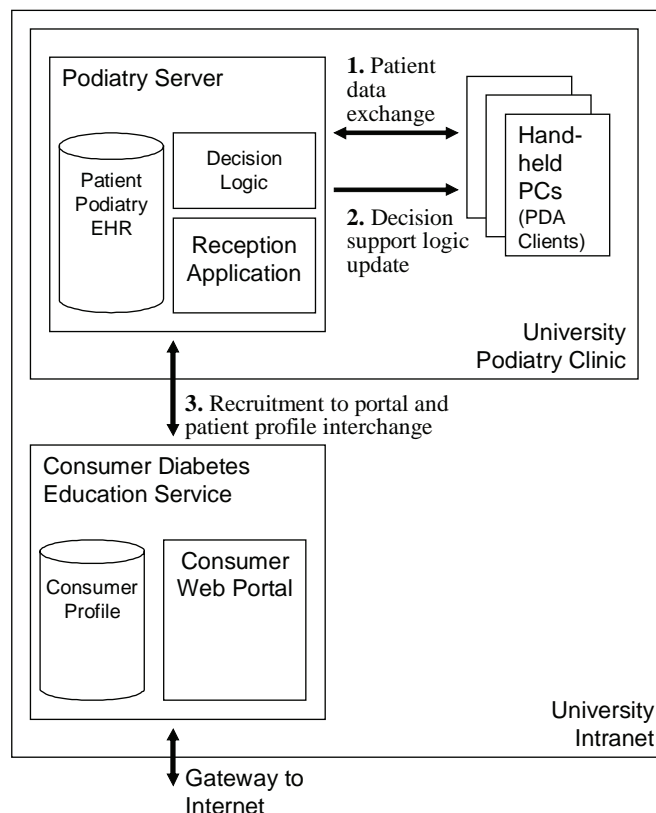 Podiatry Server
Patient
Podiatry
EHR
Decision
Logic
Reception
Application
1. Patient
data
exchange
2. Decision
support logic
update
Hand-
held
PCs
(PDA
Clients)
University
Podiatry Clinic
3. Recruitment to portal and
patient profile interchange
Consumer Diabetes
Education Service
Consumer
Profile
Consumer
Web Portal
University
Intranet
Gateway to
Internet